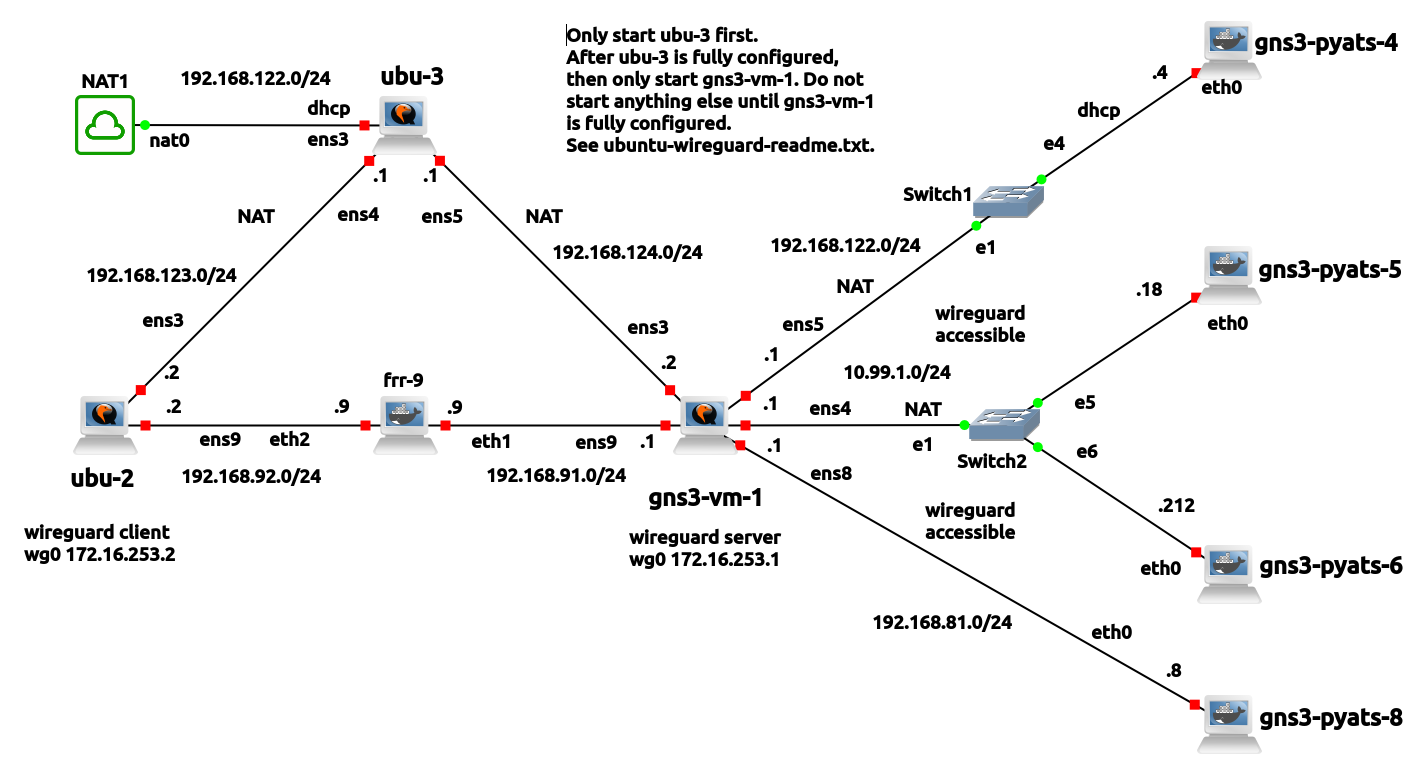 Only start ubu-3 first.
After ubu-3 is fully configured,
then only start gns3-vm-1. Do not
start anything else until gns3-vm-1
is fully configured.
See ubuntu-wireguard-readme.txt.
NAT1
192.168.122.0/24
ubu-3
dhcp
nat0
ens3
.1
.1
NAT
ens4
ens5
NAT
192.168.123.0/24
192.168.124.0/24
ens3
ens3
.2
.2
.2
frr-9
.9
.9
ens9
eth2
eth1
ens9
.1
ubu-2
192.168.92.0/24
192.168.91.0/24
gns3-vm-1
wireguard client
wg0 172.16.253.2
wireguard server
wg0 172.16.253.1
gns3-pyats-4
.4
eth0
dhcp
e4
Switch1
192.168.122.0/24
e1
NAT
ens5
.1
wireguard
accessible
gns3-pyats-5
.18
eth0
10.99.1.0/24
.1
ens4
NAT
e1
e5
Switch2
e6
.1
ens8
wireguard
accessible
.212
eth0
gns3-pyats-6
192.168.81.0/24
eth0
.8
gns3-pyats-8